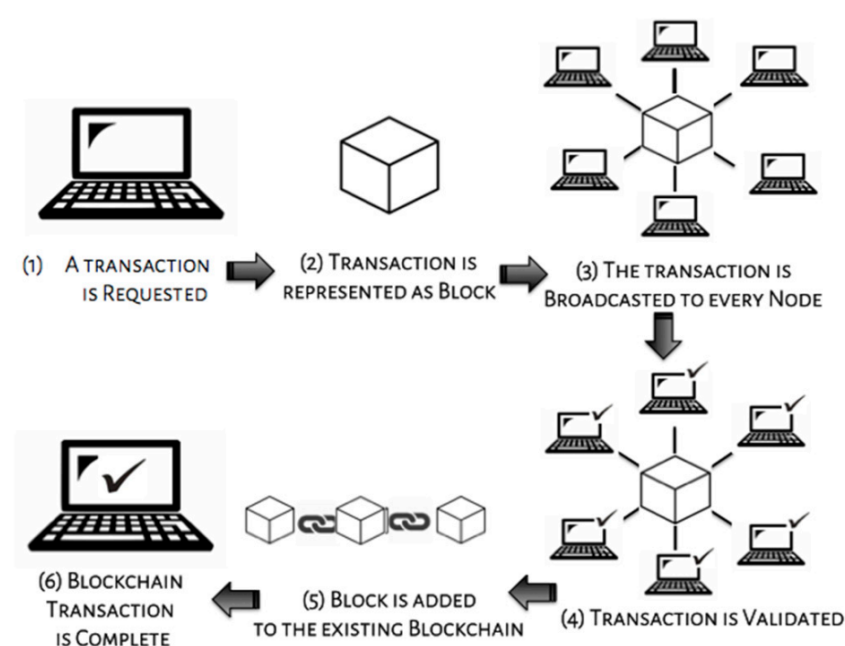 (1) A TRANSACTION
IS REQUESTED
(2) TRANSACTION IS
REPRESENTED AS BLOCK
(3) THE TRANSACTION IS
BROADCASTED TO EVERY NODE
(4) TRANSACTION IS VALIDATED
(5) BLOCK IS ADDED
TO THE EXISTING BLOCKCHAIN
(6) BLOCKCHAIN
TRANSACTION
IS COMPLETE